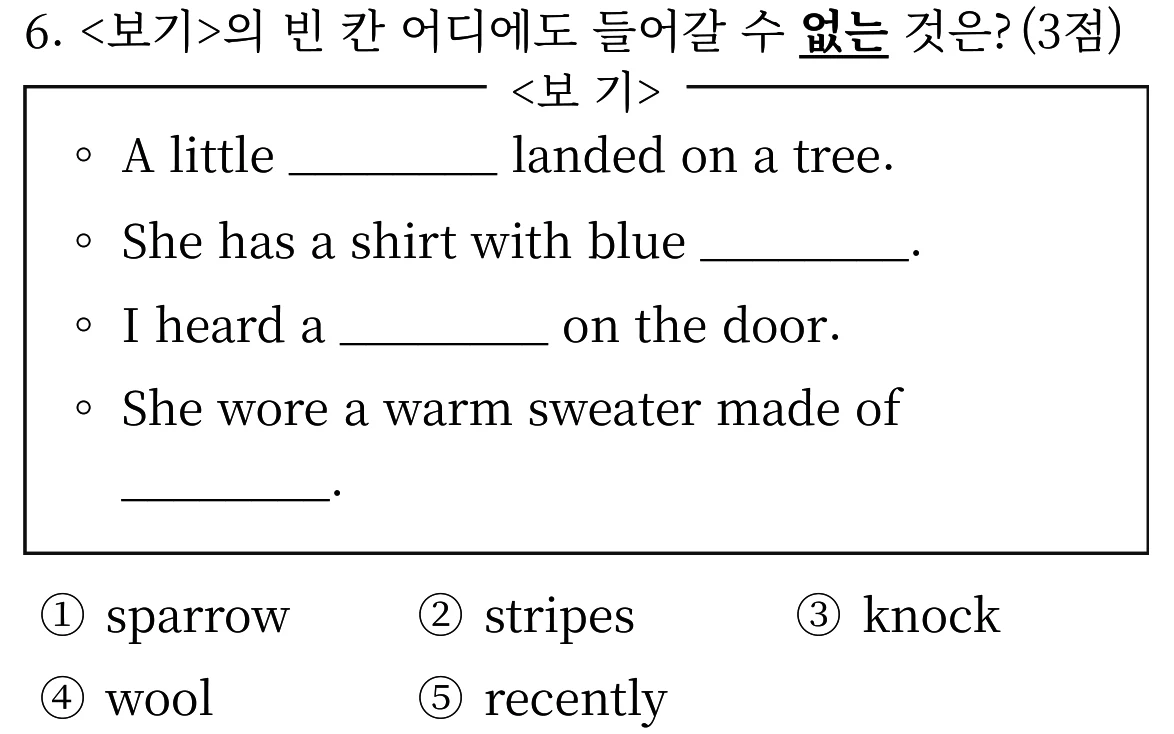 6. <보기>의 빈 칸 어디에도 들어갈 수 없는 것은? (3점)
<보 기>
◦ A little ________ landed on a tree.
◦ She has a shirt with blue ________.
◦ I heard a ________ on the door.
◦ She wore a warm sweater made of
________.
① sparrow ② stripes ③ knock
④ wool ⑤ recently